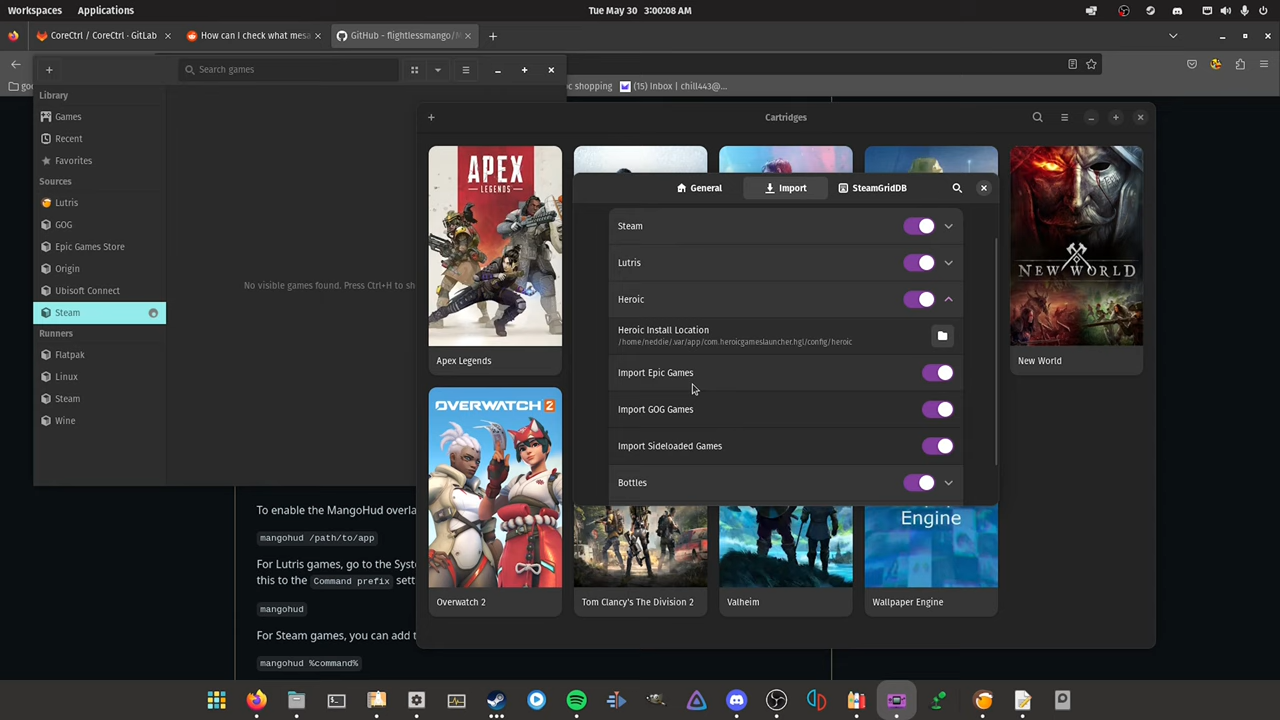 Workspaces
Applications
Tue May 30 3:00:08 AM
CoreCtrl / CoreCtrl · GitLab
How can I check what mesa
GitHub - flightlessmango/M
Search games
c shopping
(15) Inbox | chill443@...
Library
Games
Recent
Favorites
Sources
Lutris
GOG
Epic Games Store
Origin
Ubisoft Connect
Steam
Runners
Flatpak
Linux
Steam
Wine
No visible games found. Press Ctrl+H to sh
Cartridges
General
Import
SteamGridDB
Steam
Lutris
Heroic
Heroic Install Location
/home/neddie/.var/app/com.heroicgameslauncher.hgl/config/heroic
Import Epic Games
Import GOG Games
Import Sideloaded Games
Bottles
APEX
LEGENDS
Apex Legends
NEW WORLD
New World
OVERWATCH 2
Overwatch 2
Tom Clancy's The Division 2
Valheim
Engine
Wallpaper Engine
To enable the MangoHud overla
mangohud /path/to/app
For Lutris games, go to the Syst
this to the Command prefix sett
mangohud
For Steam games, you can add t
mangohud %command%